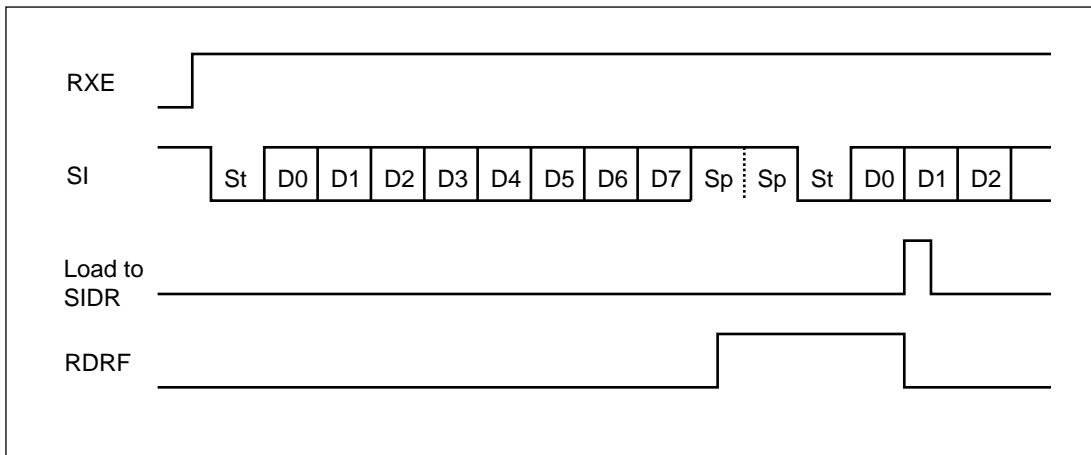 RXE
SI
St D0 D1 D2 D3 D4 D5 D6 D7 Sp Sp St D0 D1 D2
Load to
SIDR
RDRF